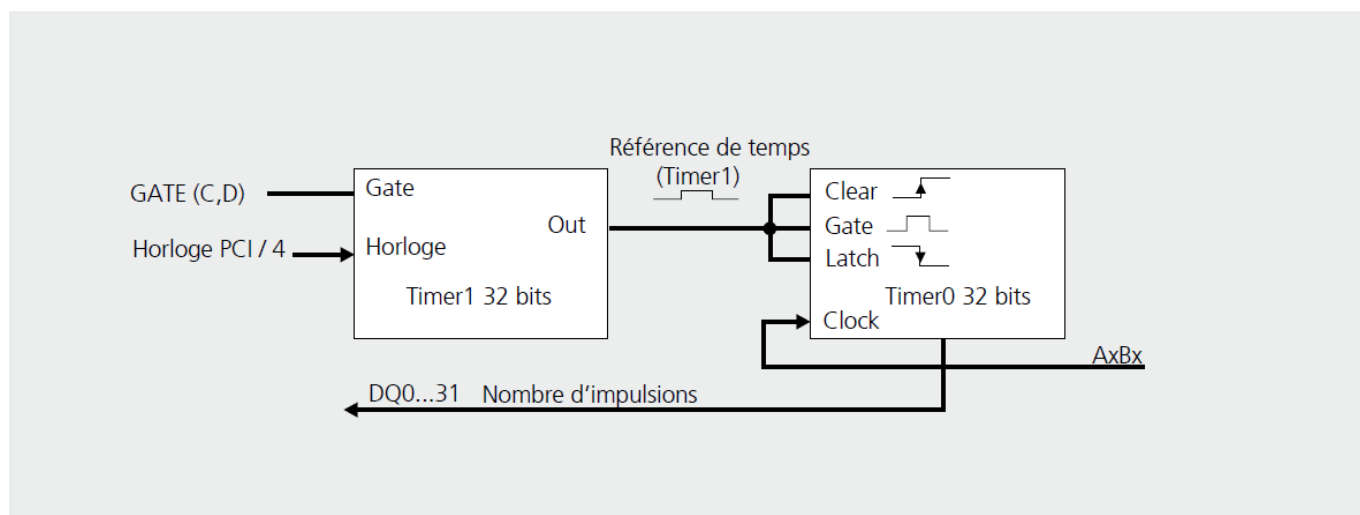 Référence de temps
(Timer1)
GATE (C,D)
Horloge PCI / 4
Gate
Out
Horloge
Timer1 32 bits
Clear
Gate
Latch
Timer0 32 bits
Clock
AxBx
DQ0...31 Nombre d'impulsions